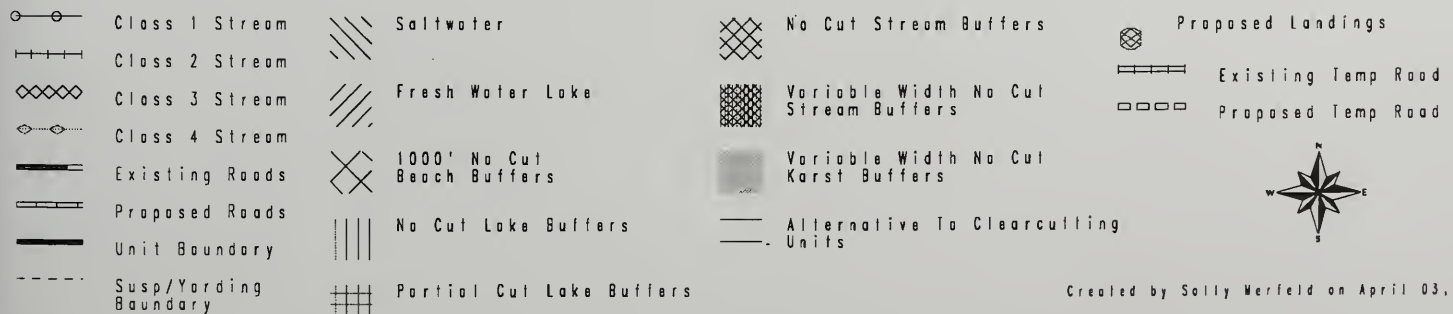 Class 1 Stream
Class 2 Stream
Class 3 Stream
Class 4 Stream
Existing Roads
Proposed Roads
Unit Boundary
Susp/Yarding
Boundary
Saltwater
Fresh Water Lake
1000' No Cut
Beach Buffers
No Cut Lake Buffers
Partial Cut Lake Buffers
No Cut Stream Buffers
Variable Width No Cut
Stream Buffers
Variable Width No Cut
Karst Buffers
Alternative To Clearcutting
Units
Proposed Landings
Existing Temp Road
Proposed Temp Road
N
W E
S
Created by Sally Werfeld on April 03,